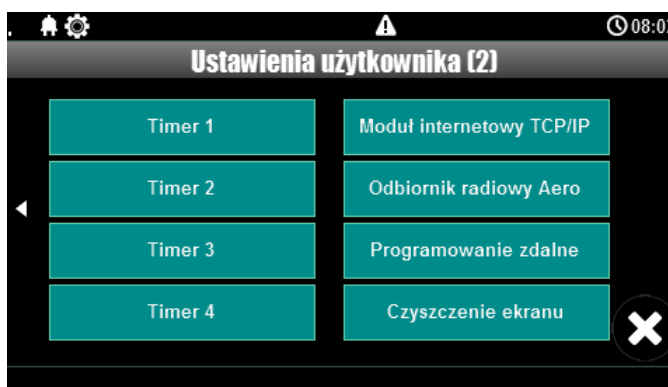 08:02
Ustawienia użytkownika (2)
Timer 1
Moduł internetowy TCP/IP
Timer 2
Odbiornik radiowy Aero
Timer 3
Programowanie zdalne
Timer 4
Czyszczenie ekranu